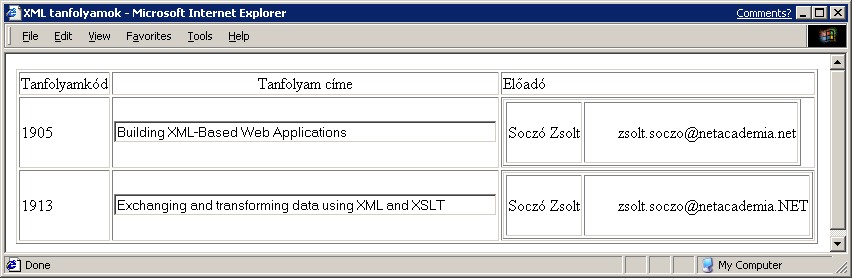 XML tanfolyamok - Microsoft Internet Explorer Comments?
File Edit View Favorites Tools Help
Tanfolyamkód Tanfolyam címe Előadó
1905 Building XML-Based Web Applications Soczó Zsolt zsolt.soczo@netacademia.net
1913 Exchanging and transforming data using XML and XSLT Soczó Zsolt zsolt.soczo@netacademia.NET
Done My Computer